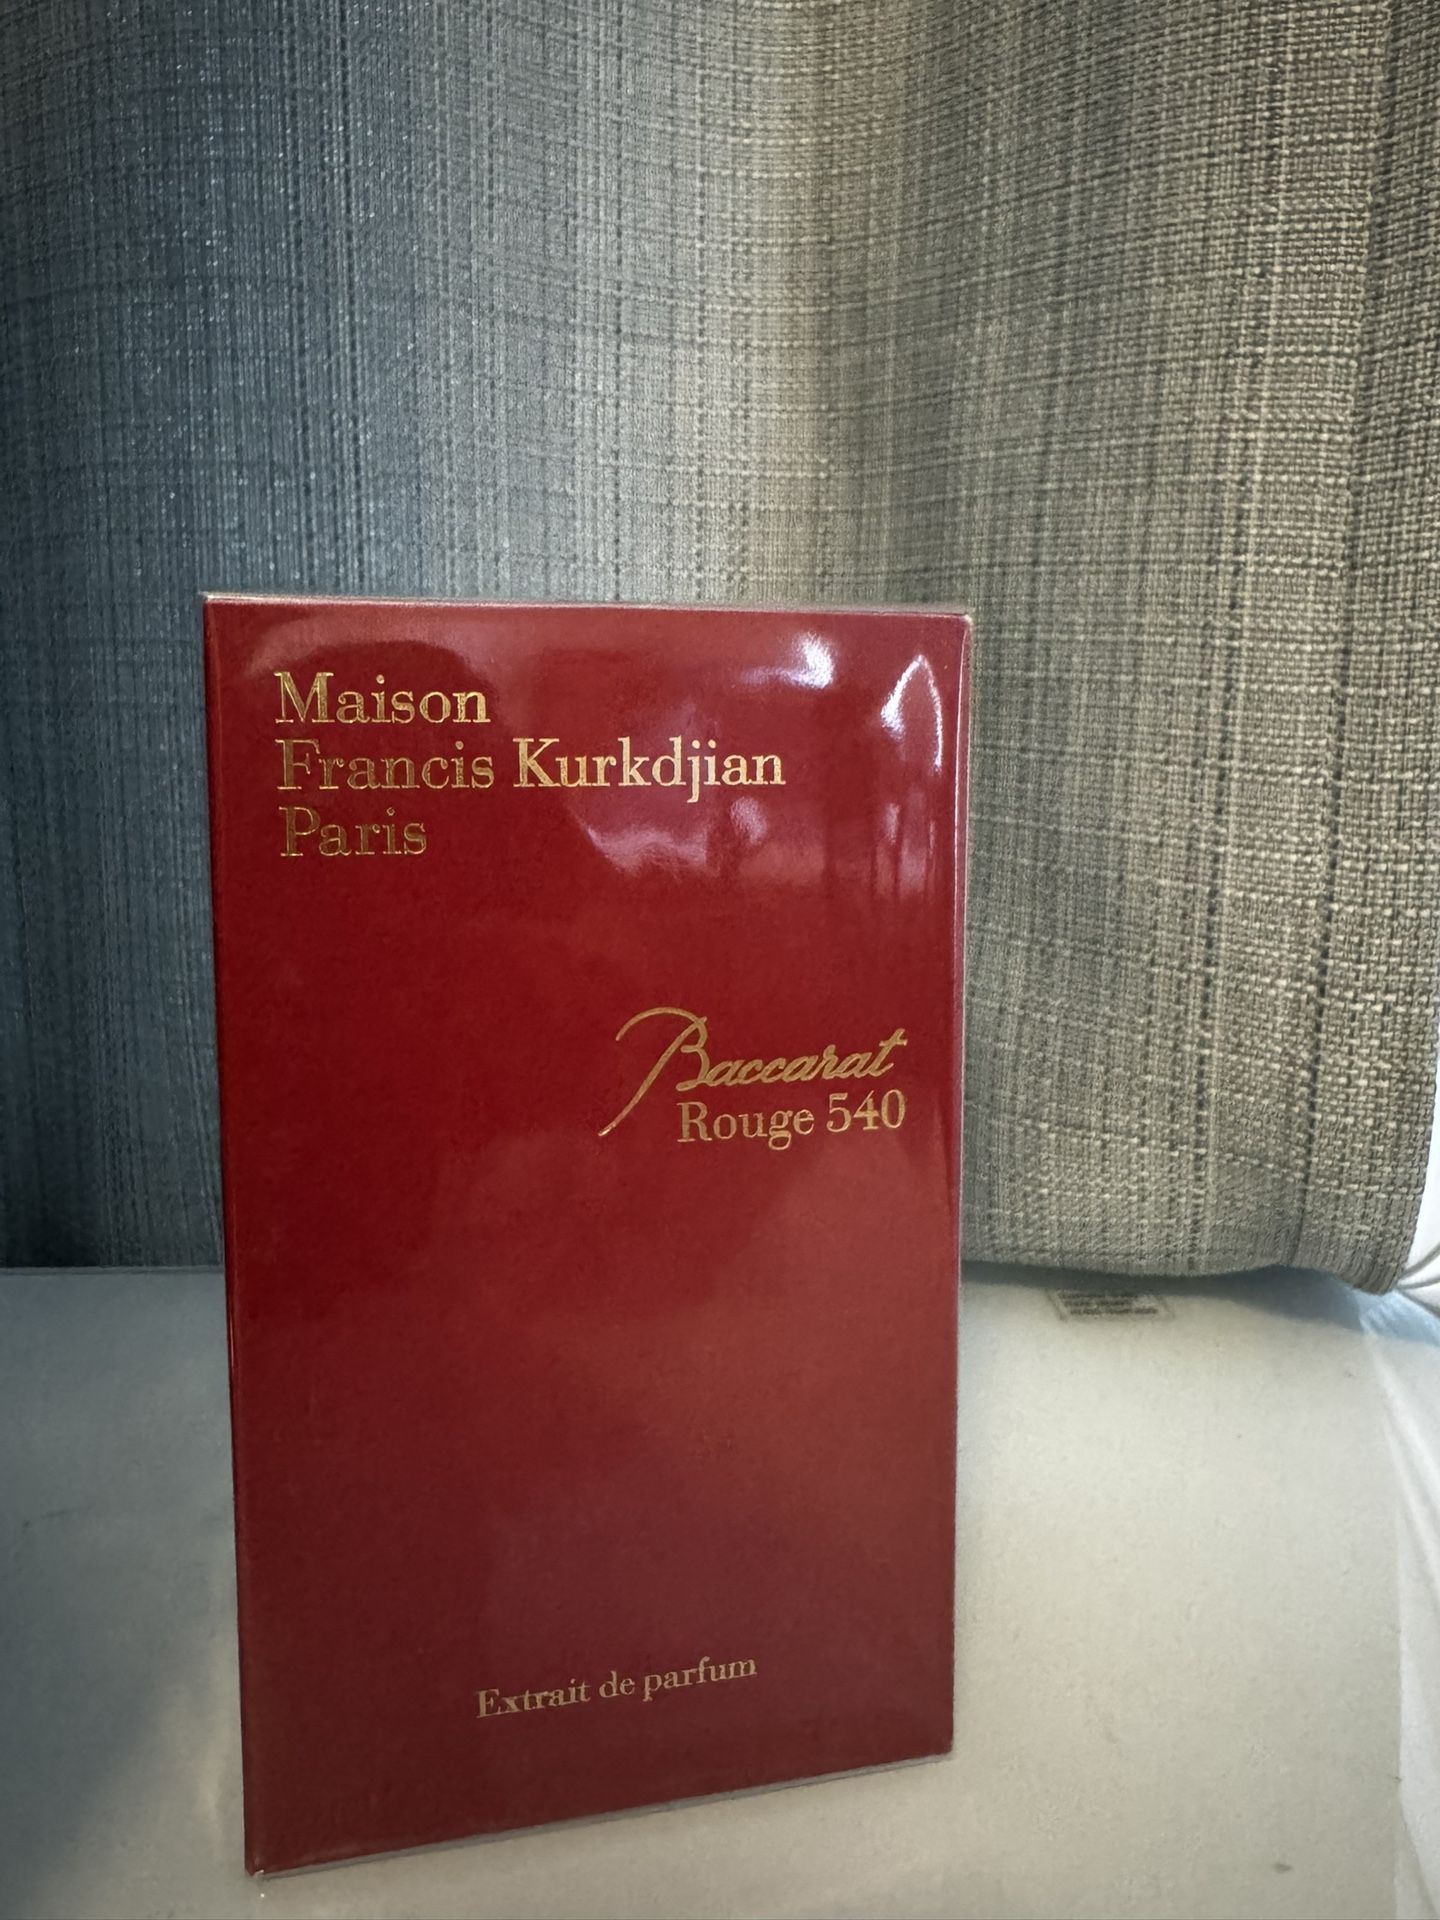 Maison
Francis Kurkdjian
Paris
Baccarat
Rouge 540
Extrait de parfum